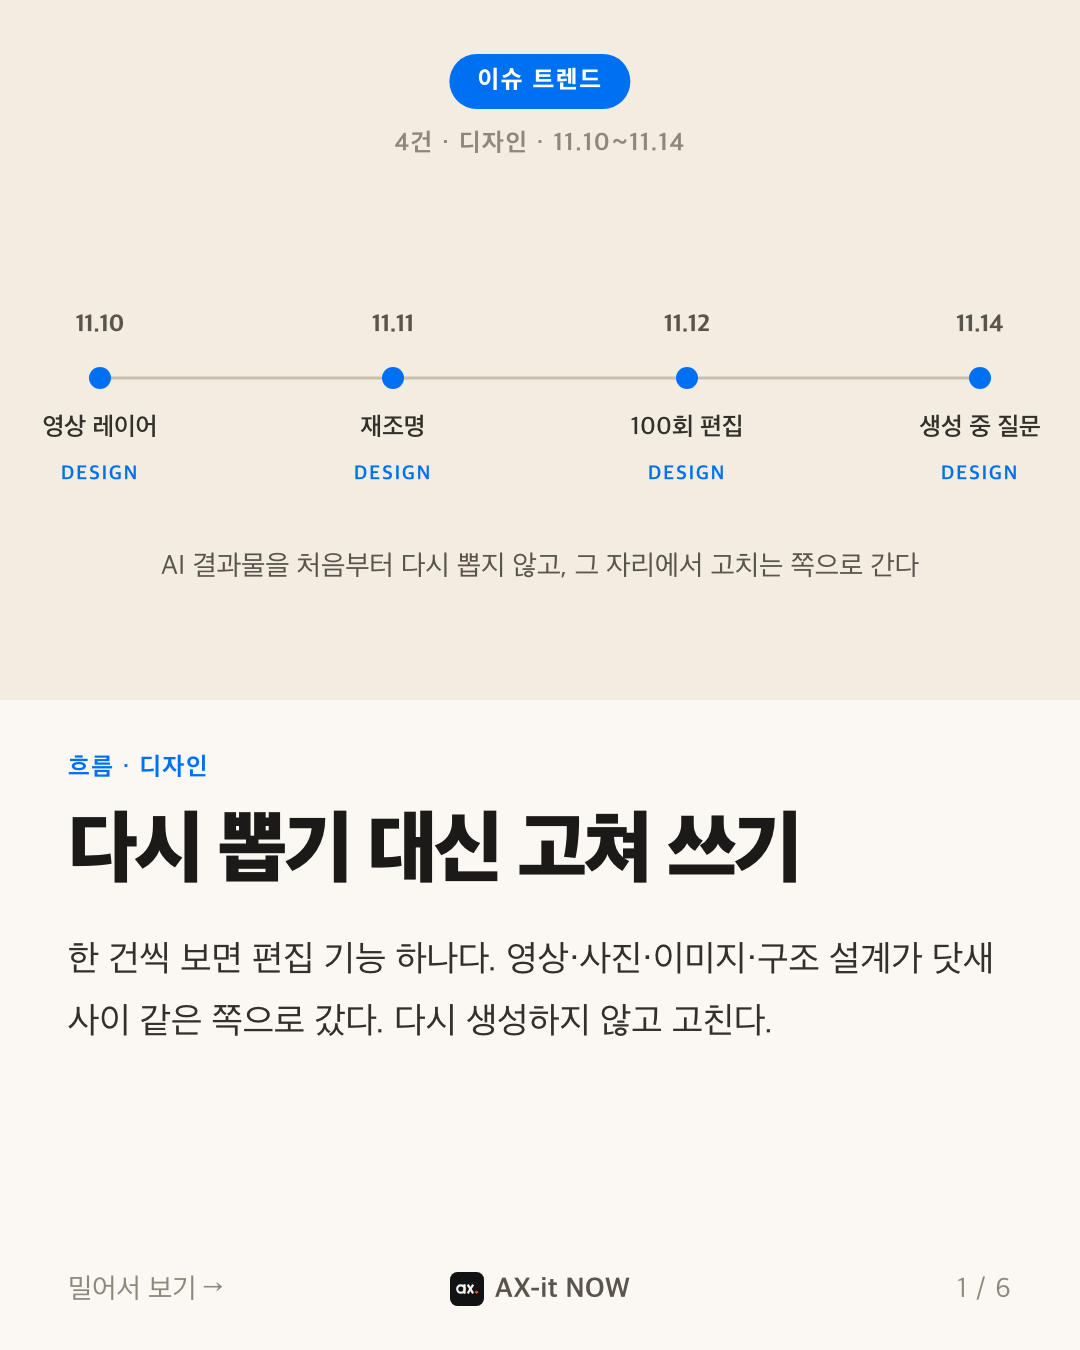 이슈 트렌드
4건 · 디자인 · 11.10~11.14
11.10 11.11 11.12 11.14
영상 레이어 재조명 100회 편집 생성 중 질문
DESIGN DESIGN DESIGN DESIGN
AI 결과물을 처음부터 다시 뽑지 않고, 그 자리에서 고치는 쪽으로 간다
흐름 · 디자인
다시 뽑기 대신 고쳐 쓰기
한 건씩 보면 편집 기능 하나다. 영상·사진·이미지·구조 설계가 닷새
사이 같은 쪽으로 갔다. 다시 생성하지 않고 고친다.
밀어서 보기 → ax. AX-it NOW 1 / 6